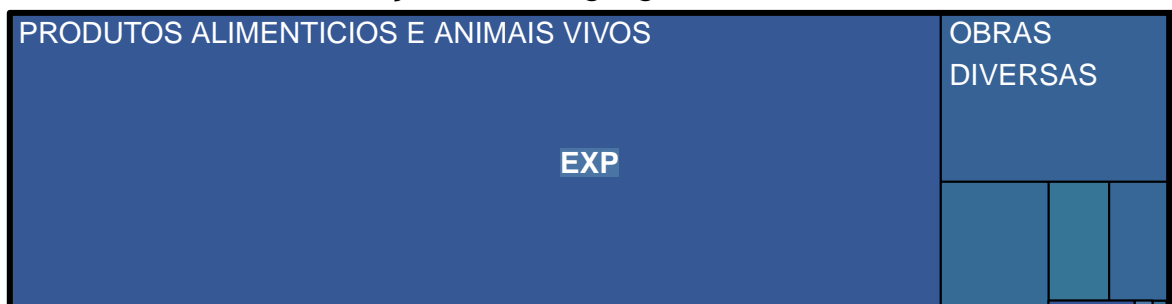 PRODUTOS ALIMENTICIOS E ANIMAIS VIVOS
OBRAS
DIVERSAS
EXP